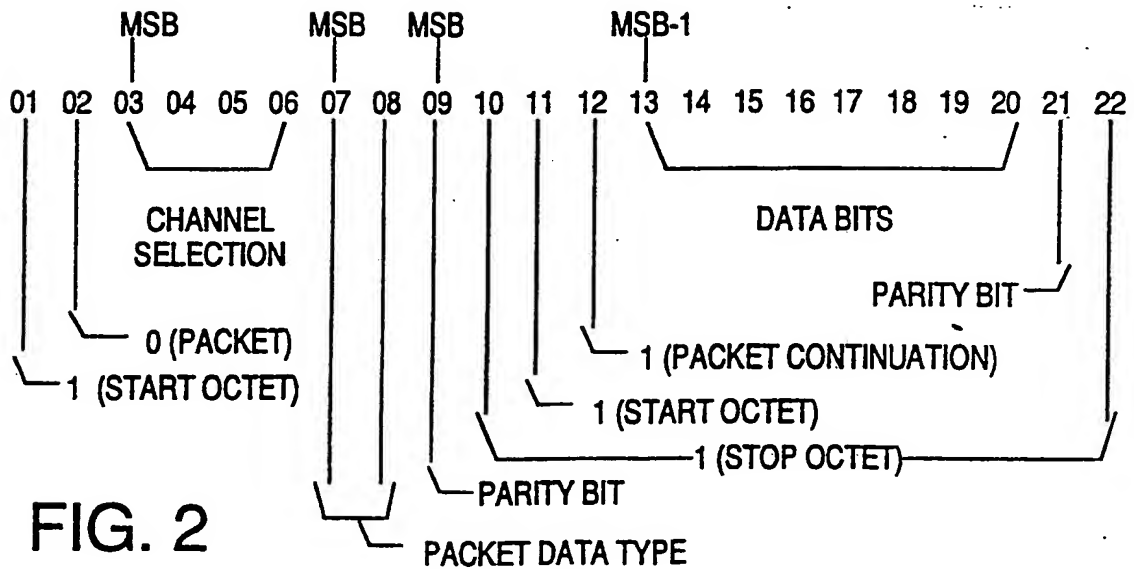 MSB MSB MSB MSB-1
01 02 03 04 05 06 07 08 09 10 11 12 13 14 15 16 17 18 19 20 21 22
CHANNEL
SELECTION
DATA BITS
PARITY BIT
0 (PACKET)
1 (PACKET CONTINUATION)
1 (START OCTET)
1 (START OCTET)
1 (STOP OCTET)
PARITY BIT
PACKET DATA TYPE
FIG. 2